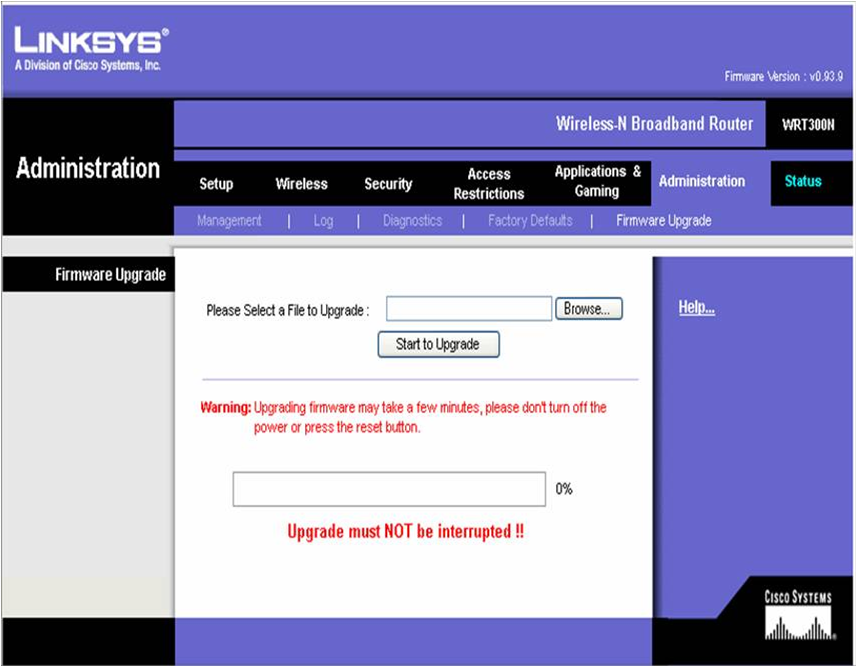 LINKSYS®
A Division of Cisco Systems, Inc.
Firmware Version : v0.93.9
Wireless-N Broadband Router
WRT300N
Administration
Setup
Wireless
Security
Access
Restrictions
Applications &
Gaming
Administration
Status
Management | Log | Diagnostics | Factory Defaults | Firmware Upgrade
Firmware Upgrade
Please Select a File to Upgrade :
Browse...
Help...
Start to Upgrade
Warning: Upgrading firmware may take a few minutes, please don't turn off the
power or press the reset button.
0%
Upgrade must NOT be interrupted !!
CISCO SYSTEMS